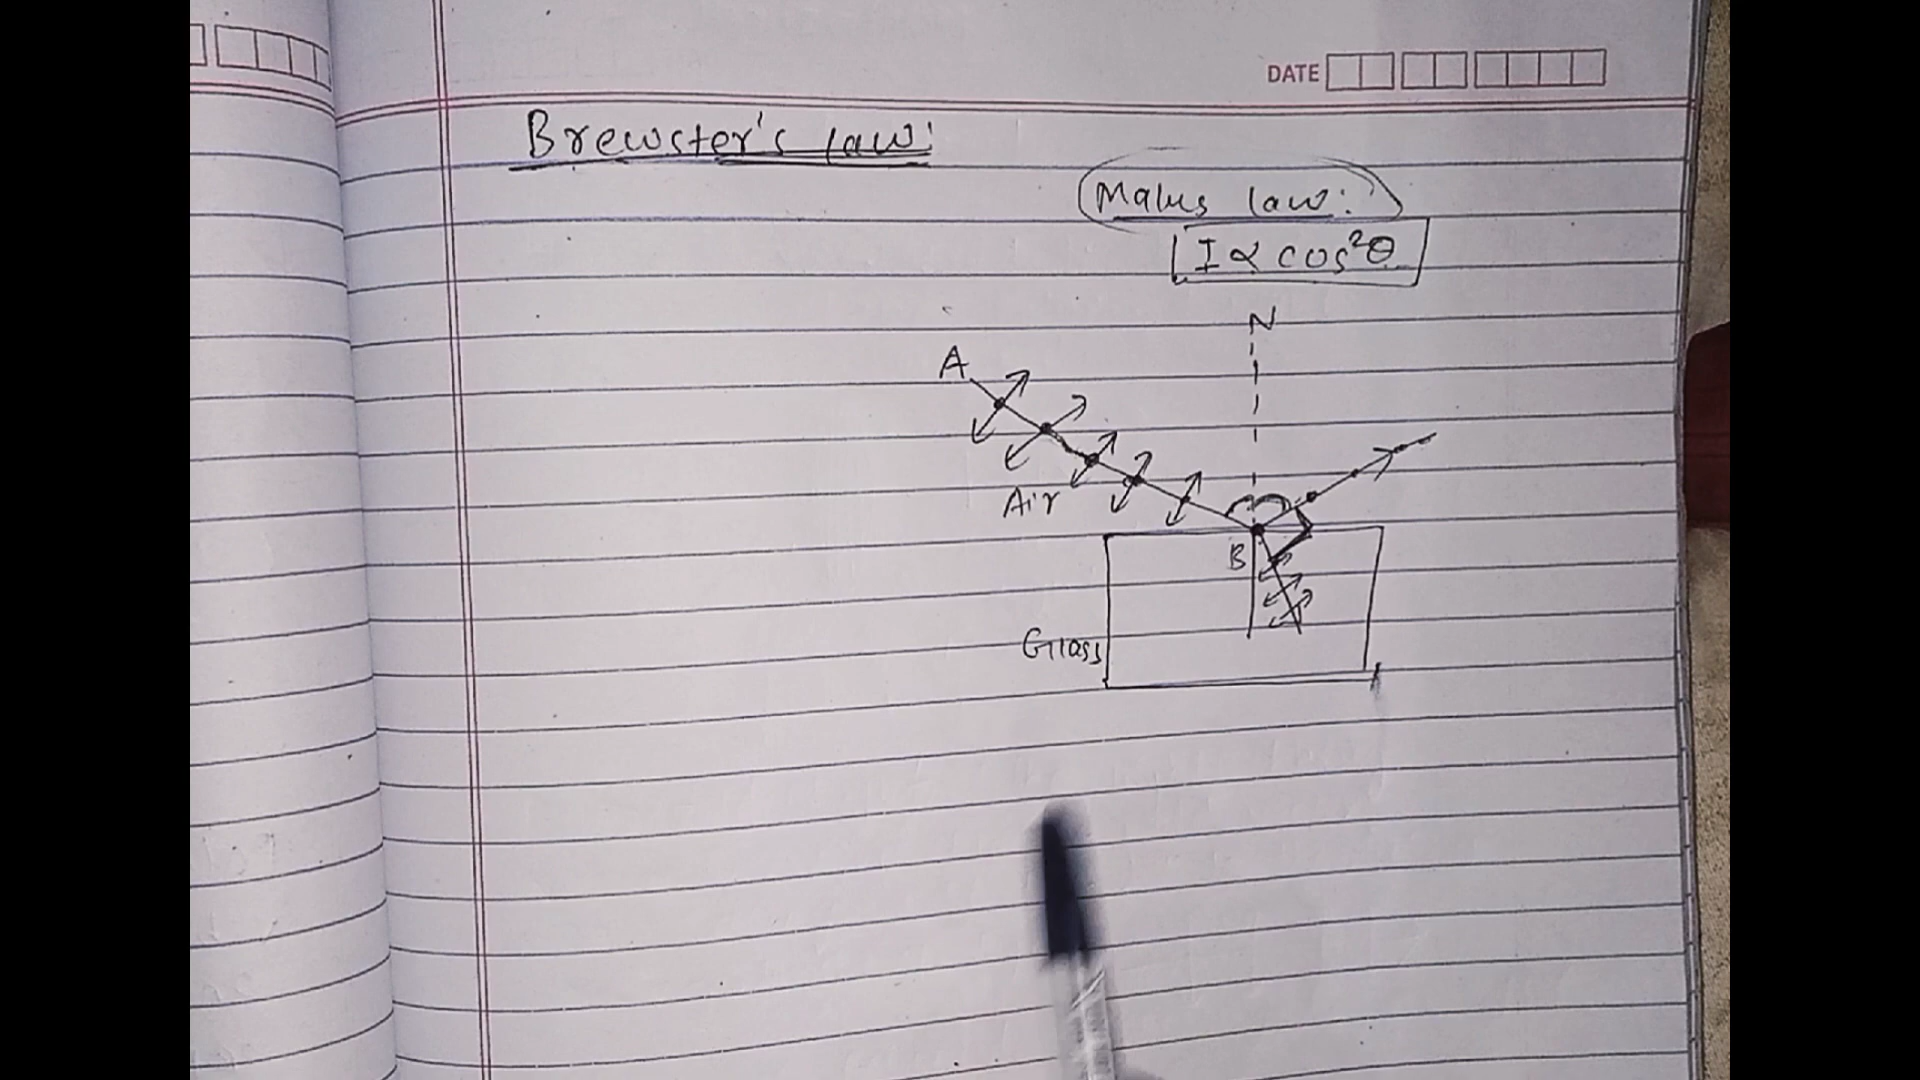 DATE
Brewster's law:
Malus law:
I ∝ cos²θ
N
A
Air
B
Glass